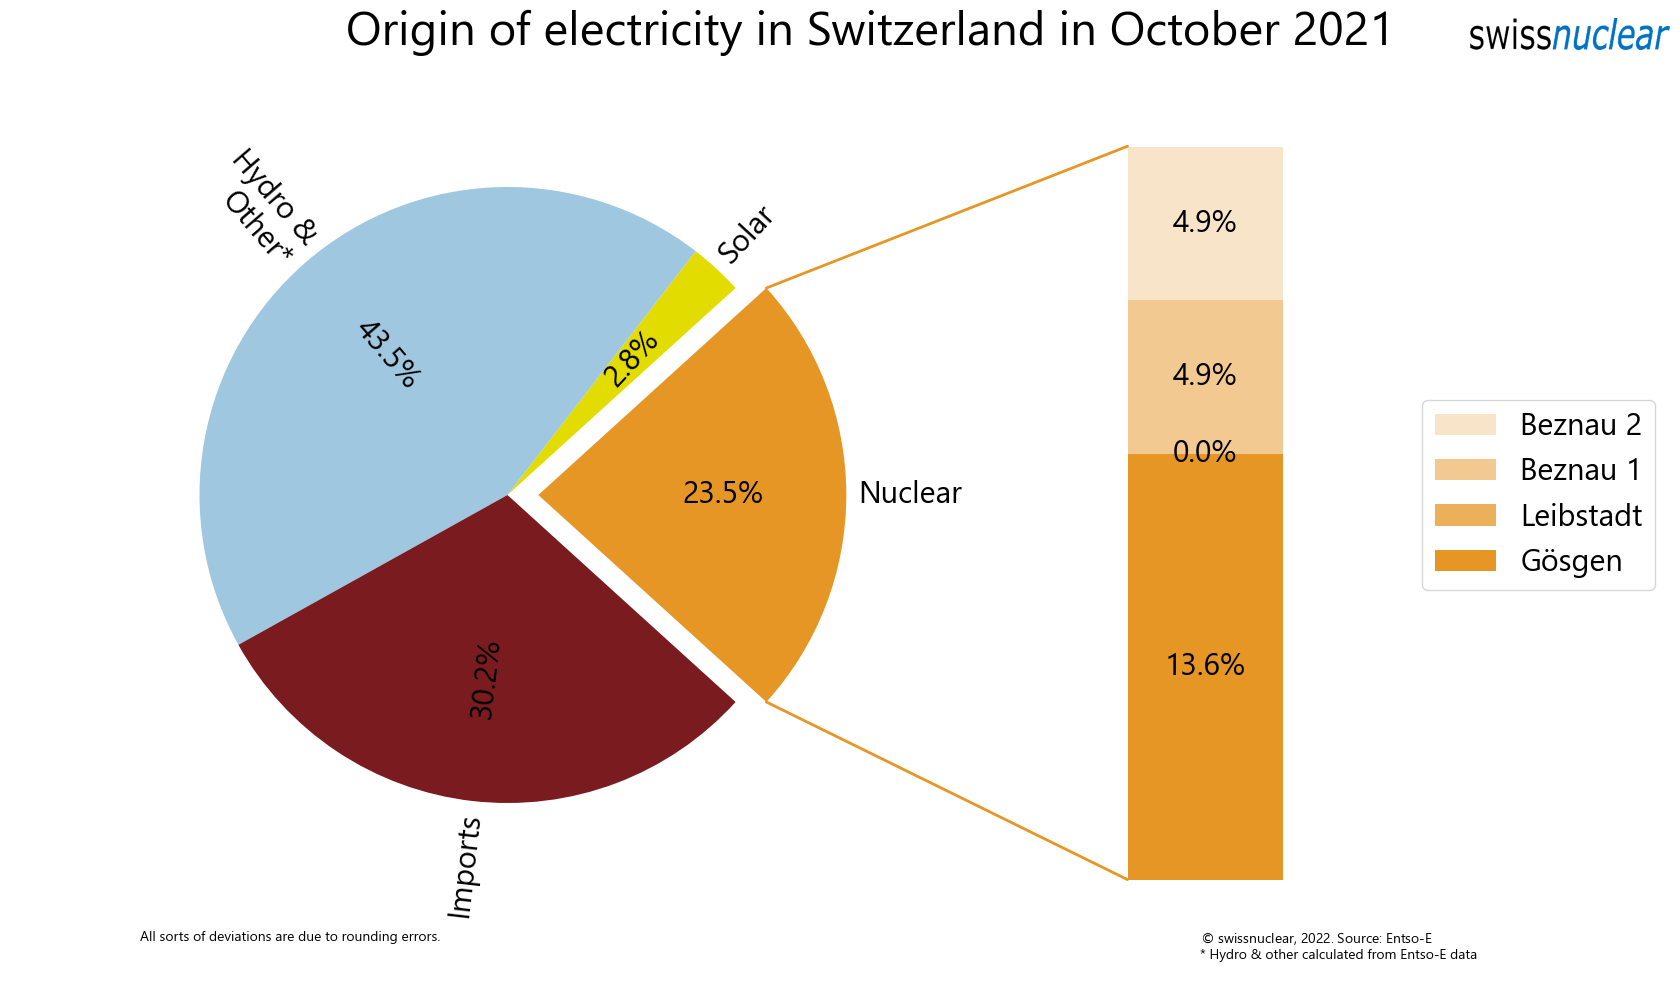 Origin of electricity in Switzerland in October 2021
swissnuclear
Hydro &
Other*
Solar
43.5%
2.8%
23.5%
Nuclear
30.2%
Imports
4.9%
4.9%
0.0%
13.6%
Beznau 2
Beznau 1
Leibstadt
Gösgen
All sorts of deviations are due to rounding errors.
© swissnuclear, 2022. Source: Entso-E
* Hydro & other calculated from Entso-E data